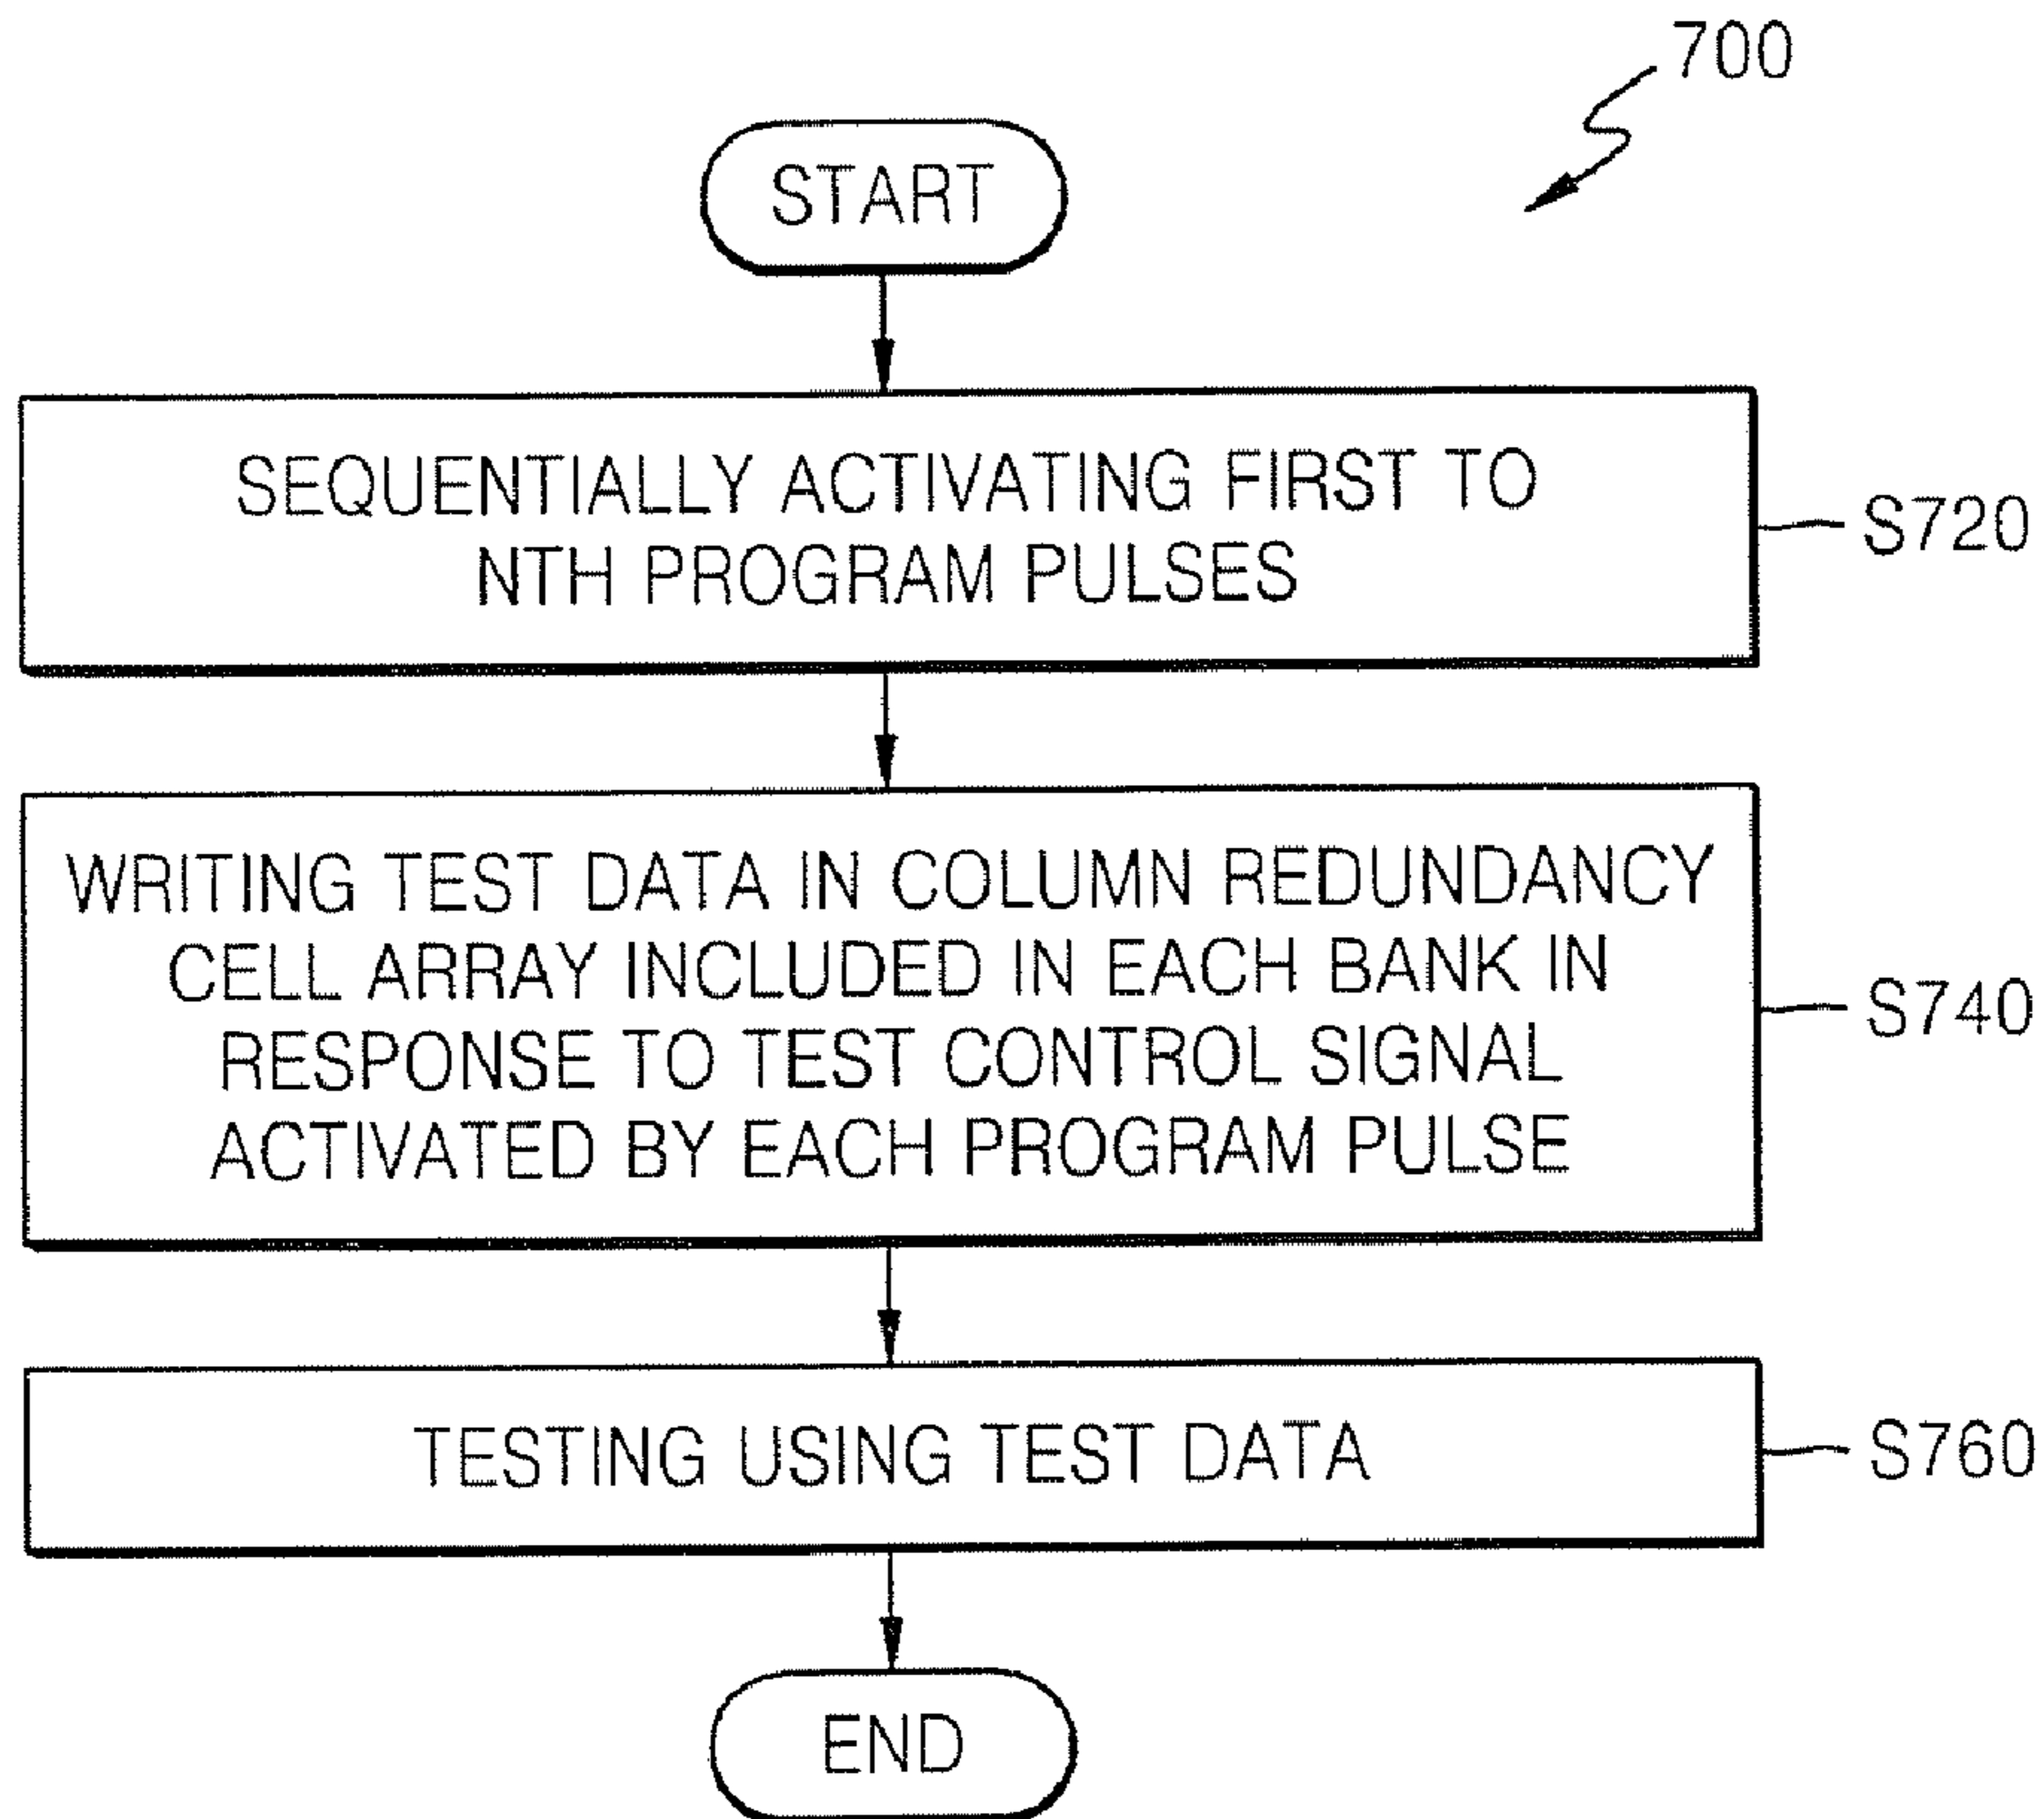 700
START
SEQUENTIALLY ACTIVATING FIRST TO
NTH PROGRAM PULSES
S720
WRITING TEST DATA IN COLUMN REDUNDANCY
CELL ARRAY INCLUDED IN EACH BANK IN
RESPONSE TO TEST CONTROL SIGNAL
ACTIVATED BY EACH PROGRAM PULSE
S740
TESTING USING TEST DATA
S760
END